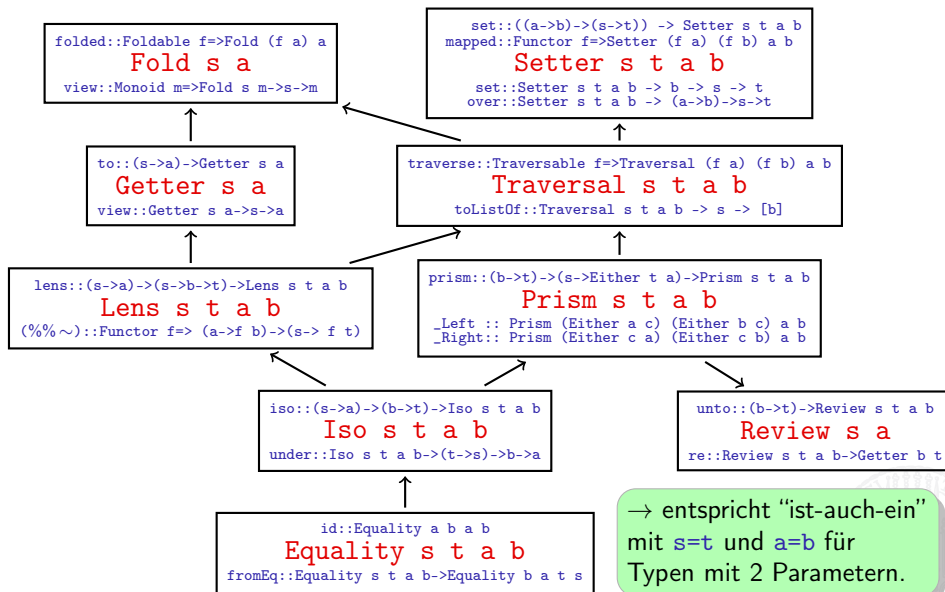 folded::Foldable f=>Fold (f a) a
Fold s a
view::Monoid m=>Fold s m->s->m
set::((a->b)->(s->t)) -> Setter s t a b
mapped::Functor f=>Setter (f a) (f b) a b
Setter s t a b
set::Setter s t a b -> b -> s -> t
over::Setter s t a b -> (a->b)->s->t
to::(s->a)->Getter s a
Getter s a
view::Getter s a->s->a
traverse::Traversable f=>Traversal (f a) (f b) a b
Traversal s t a b
toListOf::Traversal s t a b -> s -> [b]
lens::(s->a)->(s->b->t)->Lens s t a b
Lens s t a b
(%%∼)::Functor f=> (a->f b)->(s-> f t)
prism::(b->t)->(s->Either t a)->Prism s t a b
Prism s t a b
_Left :: Prism (Either a c) (Either b c) a b
_Right:: Prism (Either c a) (Either c b) a b
iso::(s->a)->(b->t)->Iso s t a b
Iso s t a b
under::Iso s t a b->(t->s)->b->a
unto::(b->t)->Review s t a b
Review s a
re::Review s t a b->Getter b t
id::Equality a b a b
Equality s t a b
fromEq::Equality s t a b->Equality b a t s
→ entspricht “ist-auch-ein”
mit s=t und a=b für
Typen mit 2 Parametern.